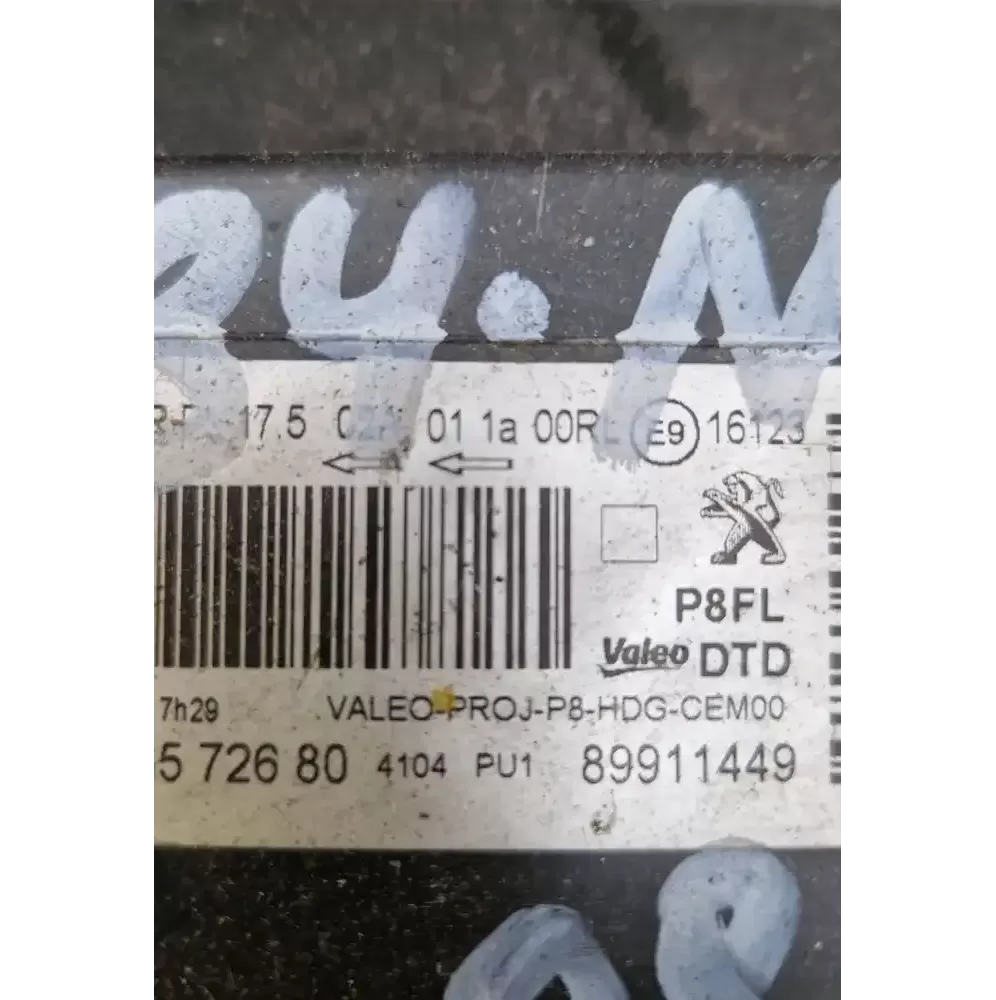 34.N
17.5 01 1a 00RL E9 16123
P8FL
Valeo DTD
7h29 VALEO-PROJ-P8-HDG-CEM00
5 726 80 4104 PU1 89911449